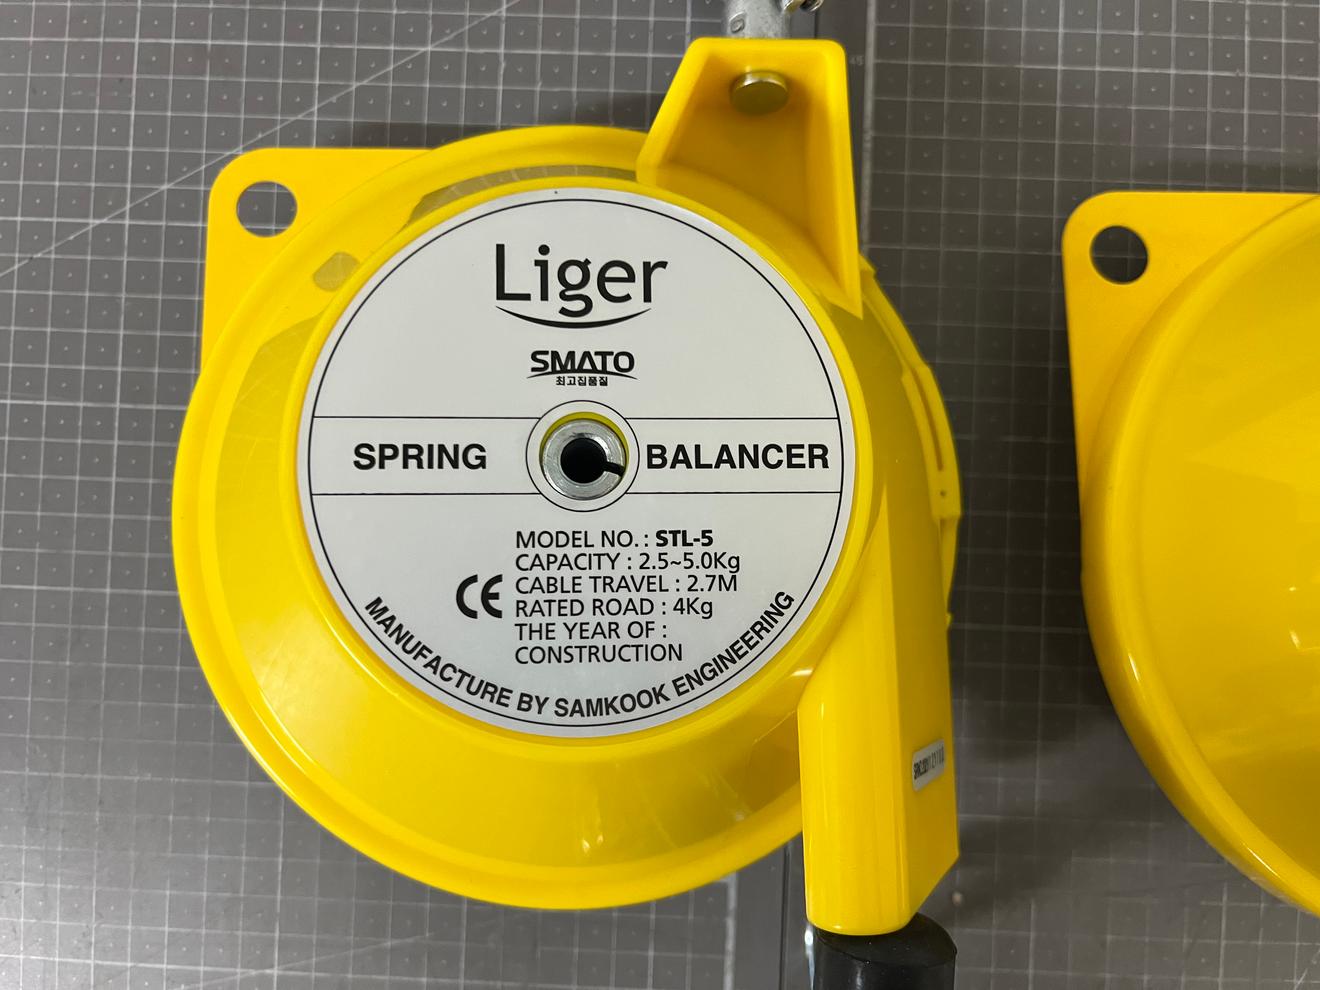 Liger
SMATO
최고집품질
SPRING BALANCER
MODEL NO. : STL-5
CAPACITY : 2.5~5.0Kg
CABLE TRAVEL : 2.7M
CE RATED ROAD : 4Kg
THE YEAR OF :
CONSTRUCTION
MANUFACTURE BY SAMKOOK ENGINEERING